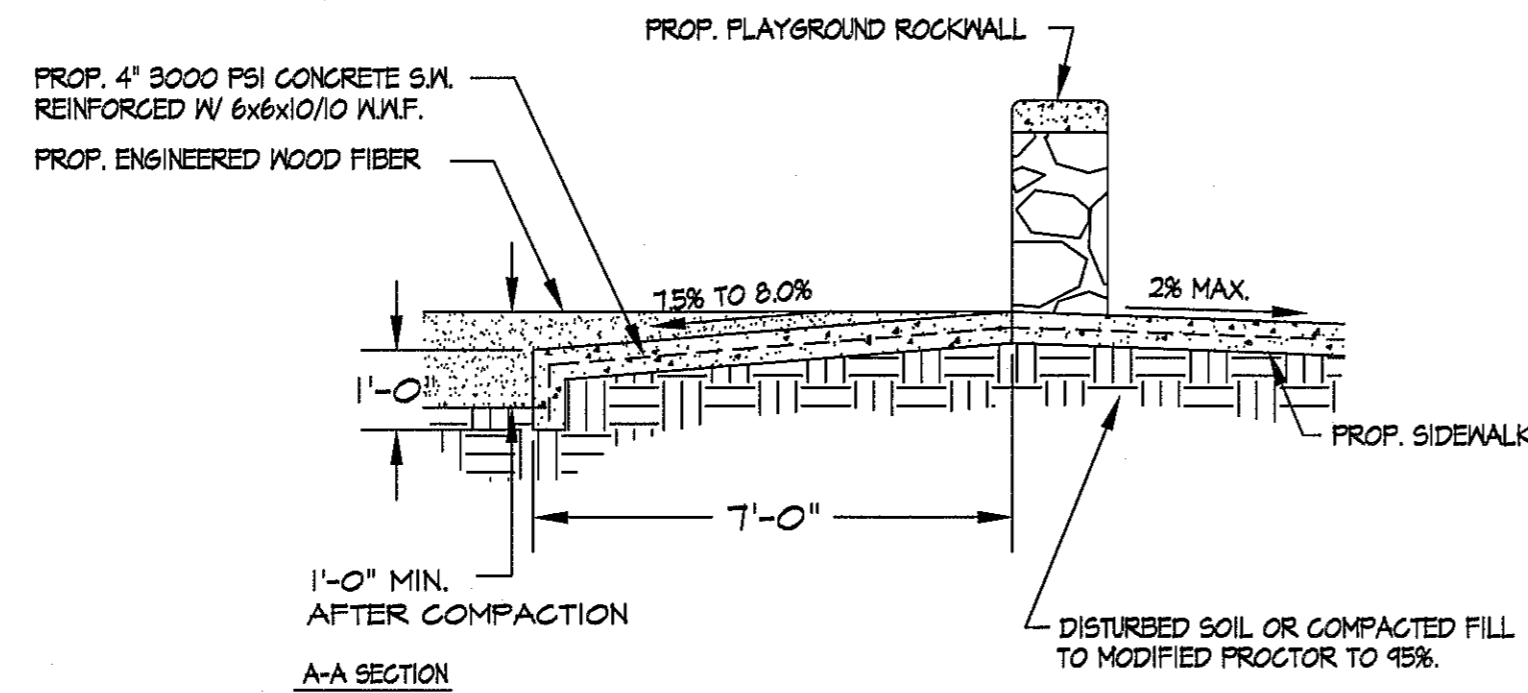 PROP. PLAYGROUND ROCKWALL
PROP. 4" 3000 PSI CONCRETE S.W.
REINFORCED W/ 6x6x10/10 W.W.F.
PROP. ENGINEERED WOOD FIBER
7.5% TO 8.0%
2% MAX.
1'-0"
PROP. SIDEWALK
7'-0"
1'-0" MIN.
AFTER COMPACTION
DISTURBED SOIL OR COMPACTED FILL
TO MODIFIED PROCTOR TO 95%.
A-A SECTION